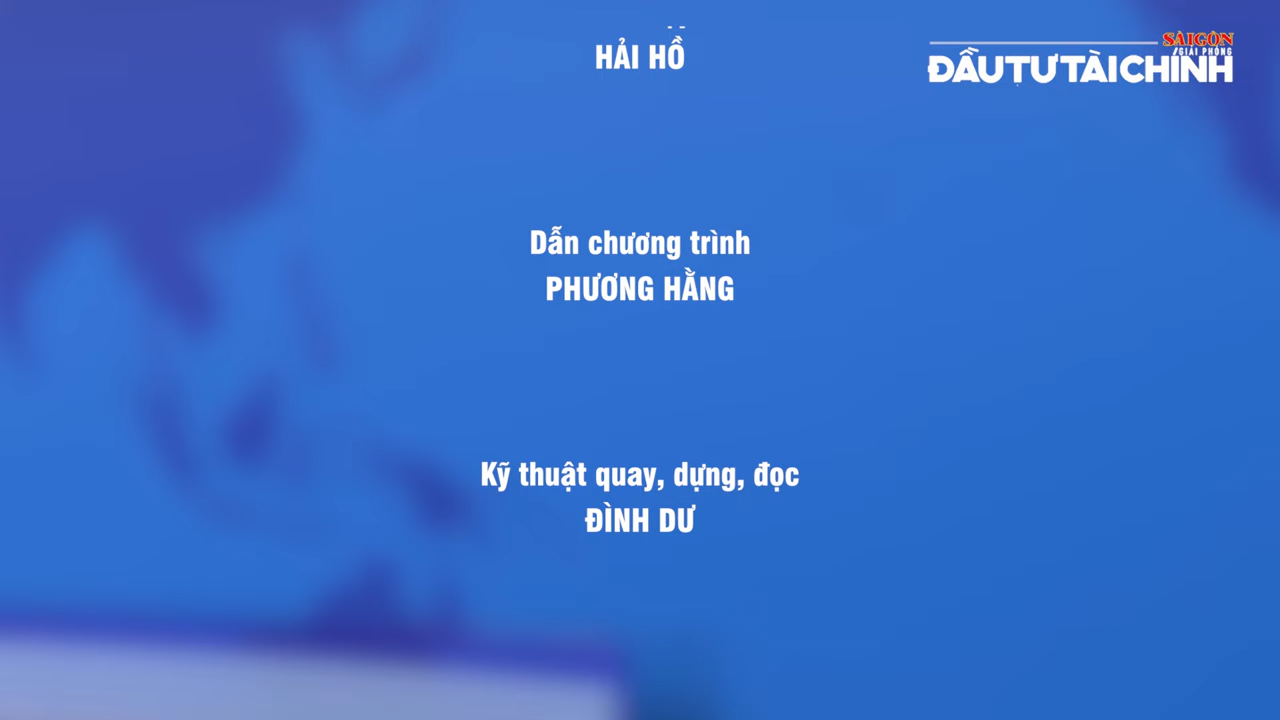 HẢI HỒ
SÀIGÒN
GIẢI PHÓNG
ĐẦU TƯ TÀI CHÍNH
Dẫn chương trình
PHƯƠNG HẰNG
Kỹ thuật quay, dựng, đọc
ĐÌNH DƯ